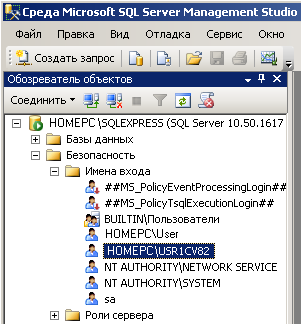 Среда Microsoft SQL Server Management Studio
Файл Правка Вид Отладка Сервис Окно
Создать запрос
Обозреватель объектов
Соединить
HOMEPC\SQLEXPRESS (SQL Server 10.50.1617
Базы данных
Безопасность
Имена входа
##MS_PolicyEventProcessingLogin##
##MS_PolicyTsqlExecutionLogin##
BUILTIN\Пользователи
HOMEPC\User
HOMEPC\USR1CV82
NT AUTHORITY\NETWORK SERVICE
NT AUTHORITY\SYSTEM
sa
Роли сервера